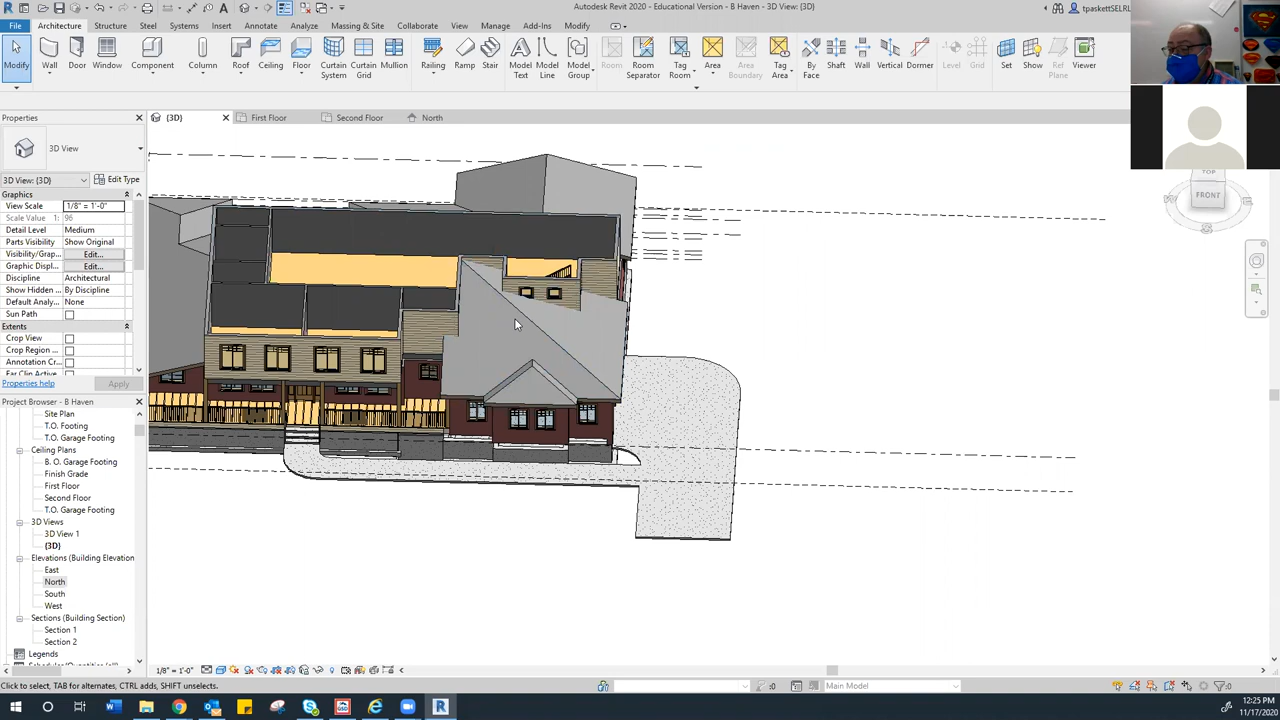 Autodesk Revit 2020 - Educational Version - B Haven - 3D View: {3D}
tpaskettSELRL
File Architecture Structure Steel Systems Insert Annotate Analyze Massing & Site Collaborate View Manage Add-Ins Modify
Modify Wall Door Window Component Column Roof Ceiling Floor Curtain System Curtain Grid Mullion Railing Ramp Stair Model Text Model Line Model Group Room Room Separator Tag Room Area Area Boundary Tag Area By Face Shaft Wall Vertical Dormer Level Grid Set Show Ref Plane Viewer
Properties
{3D} First Floor Second Floor North
3D View
3D View: {3D} Edit Type
Graphics
View Scale 1/8" = 1'-0"
Scale Value 1: 96
Detail Level Medium
Parts Visibility Show Original
Visibility/Grap... Edit...
Graphic Displ... Edit...
Discipline Architectural
Show Hidden ... By Discipline
Default Analy... None
Sun Path
Extents
Crop View
Crop Region ...
Annotation Cr...
Far Clip Active
Properties help Apply
Project Browser - B Haven
Site Plan
T.O. Footing
T.O. Garage Footing
Ceiling Plans
B. O. Garage Footing
Finish Grade
First Floor
Second Floor
T.O. Garage Footing
3D Views
3D View 1
{3D}
Elevations (Building Elevation
East
North
South
West
Sections (Building Section)
Section 1
Section 2
Legends
TOP
FRONT
1/8" = 1'-0"
Click to select, TAB for alternates, CTRL adds, SHIFT unselects.
:0
Main Model
:0
12:25 PM
11/17/2020